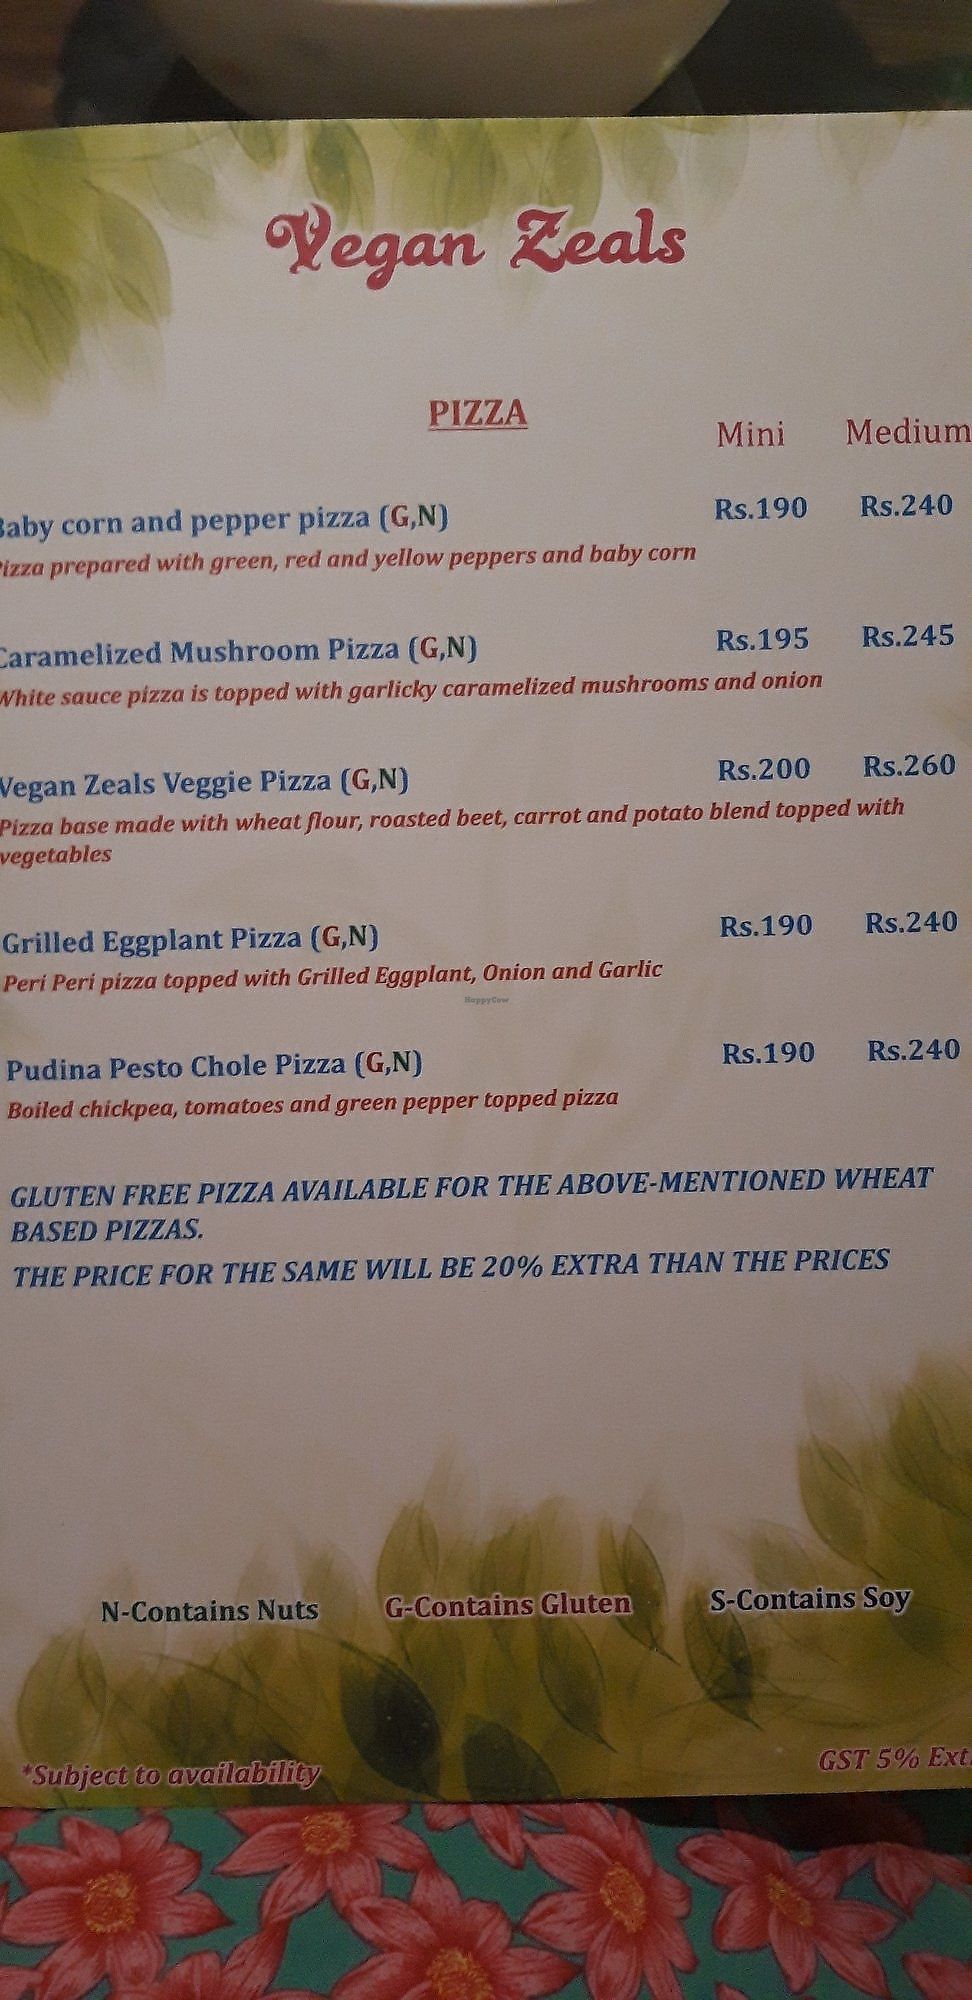 Vegan Zeals
PIZZA
Mini Medium
Baby corn and pepper pizza (G,N) Rs.190 Rs.240
Pizza prepared with green, red and yellow peppers and baby corn
Caramelized Mushroom Pizza (G,N) Rs.195 Rs.245
White sauce pizza is topped with garlicky caramelized mushrooms and onion
Vegan Zeals Veggie Pizza (G,N) Rs.200 Rs.260
Pizza base made with wheat flour, roasted beet, carrot and potato blend topped with
vegetables
Grilled Eggplant Pizza (G,N) Rs.190 Rs.240
Peri Peri pizza topped with Grilled Eggplant, Onion and Garlic
HappyCow
Pudina Pesto Chole Pizza (G,N) Rs.190 Rs.240
Boiled chickpea, tomatoes and green pepper topped pizza
GLUTEN FREE PIZZA AVAILABLE FOR THE ABOVE-MENTIONED WHEAT
BASED PIZZAS.
THE PRICE FOR THE SAME WILL BE 20% EXTRA THAN THE PRICES
N-Contains Nuts G-Contains Gluten S-Contains Soy
*Subject to availability GST 5% Ext